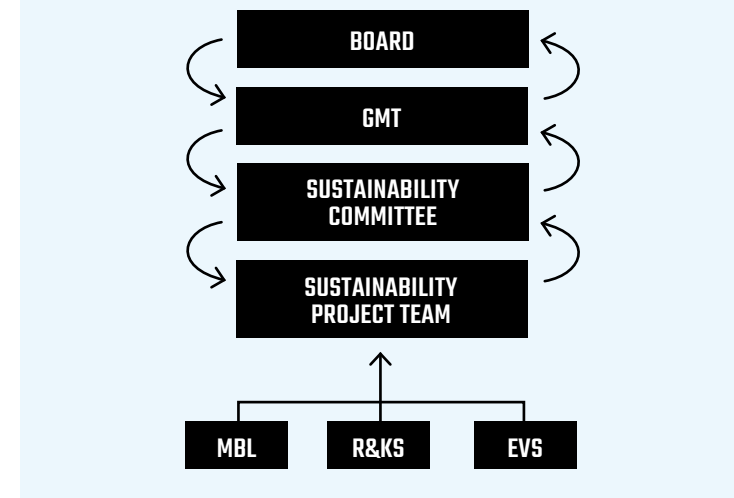 BOARD
GMT
SUSTAINABILITY
COMMITTEE
SUSTAINABILITY
PROJECT TEAM
MBL
R&KS
EVS